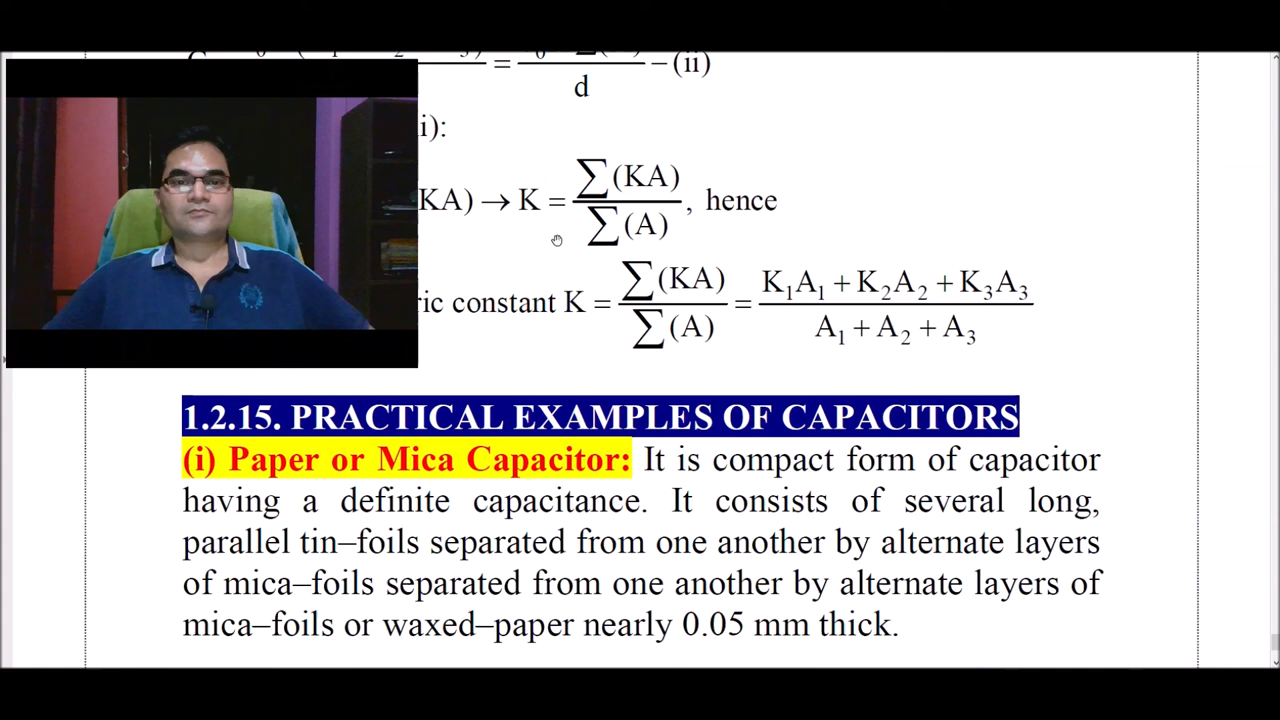 = — (ii)
d
i):
KA) → K = ∑(KA) / ∑(A) , hence
ric constant K = ∑(KA) / ∑(A) = K₁A₁ + K₂A₂ + K₃A₃ / A₁ + A₂ + A₃
1.2.15. PRACTICAL EXAMPLES OF CAPACITORS
(i) Paper or Mica Capacitor: It is compact form of capacitor
having a definite capacitance. It consists of several long,
parallel tin–foils separated from one another by alternate layers
of mica–foils separated from one another by alternate layers of
mica–foils or waxed–paper nearly 0.05 mm thick.